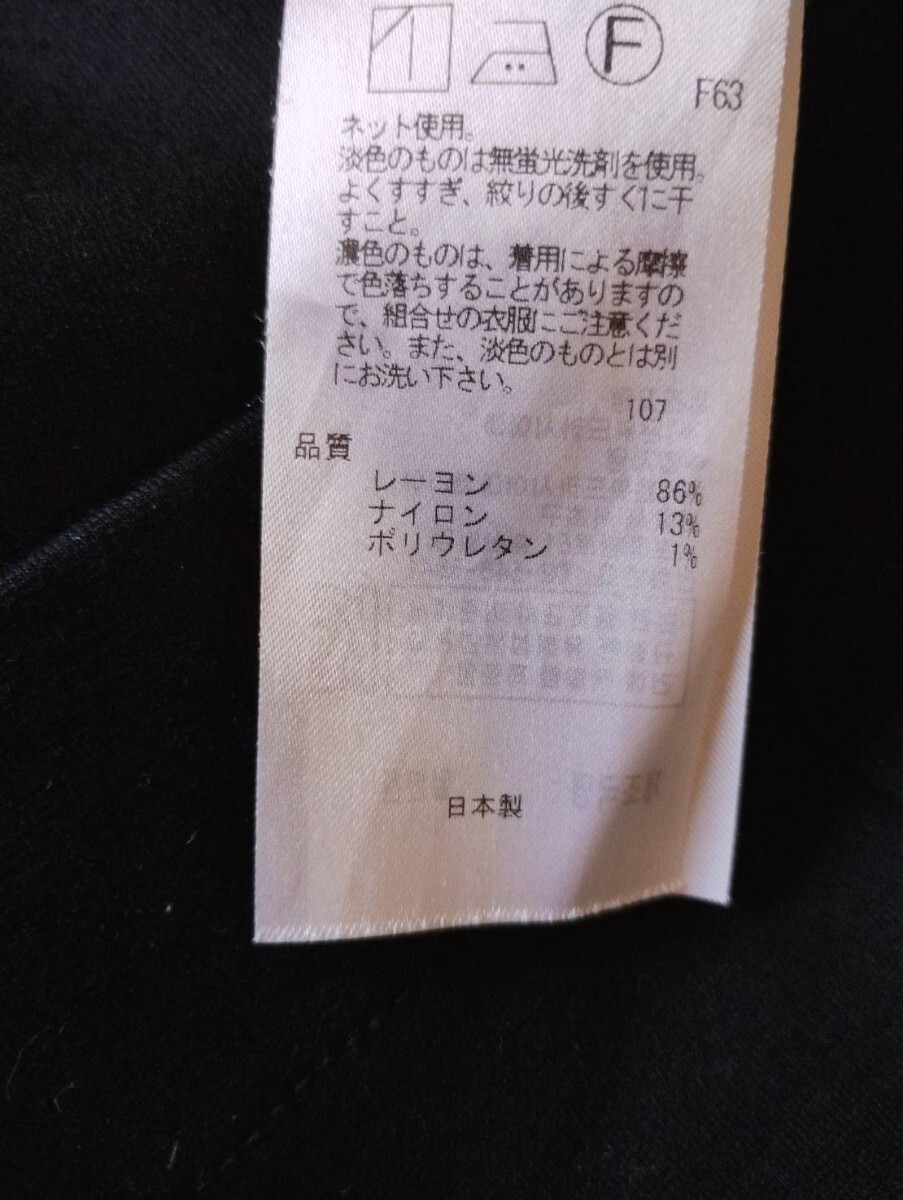 F
F63
ネット使用。
淡色のものは無蛍光洗剤を使用。
よくすすぎ、絞りの後すぐに干
すこと。
濃色のものは、着用による摩擦
で色落ちすることがありますの
で、組合せの衣服にご注意くだ
さい。また、淡色のものとは別
にお洗い下さい。
107
品質
レーヨン 86%
ナイロン 13%
ポリウレタン 1%
日本製